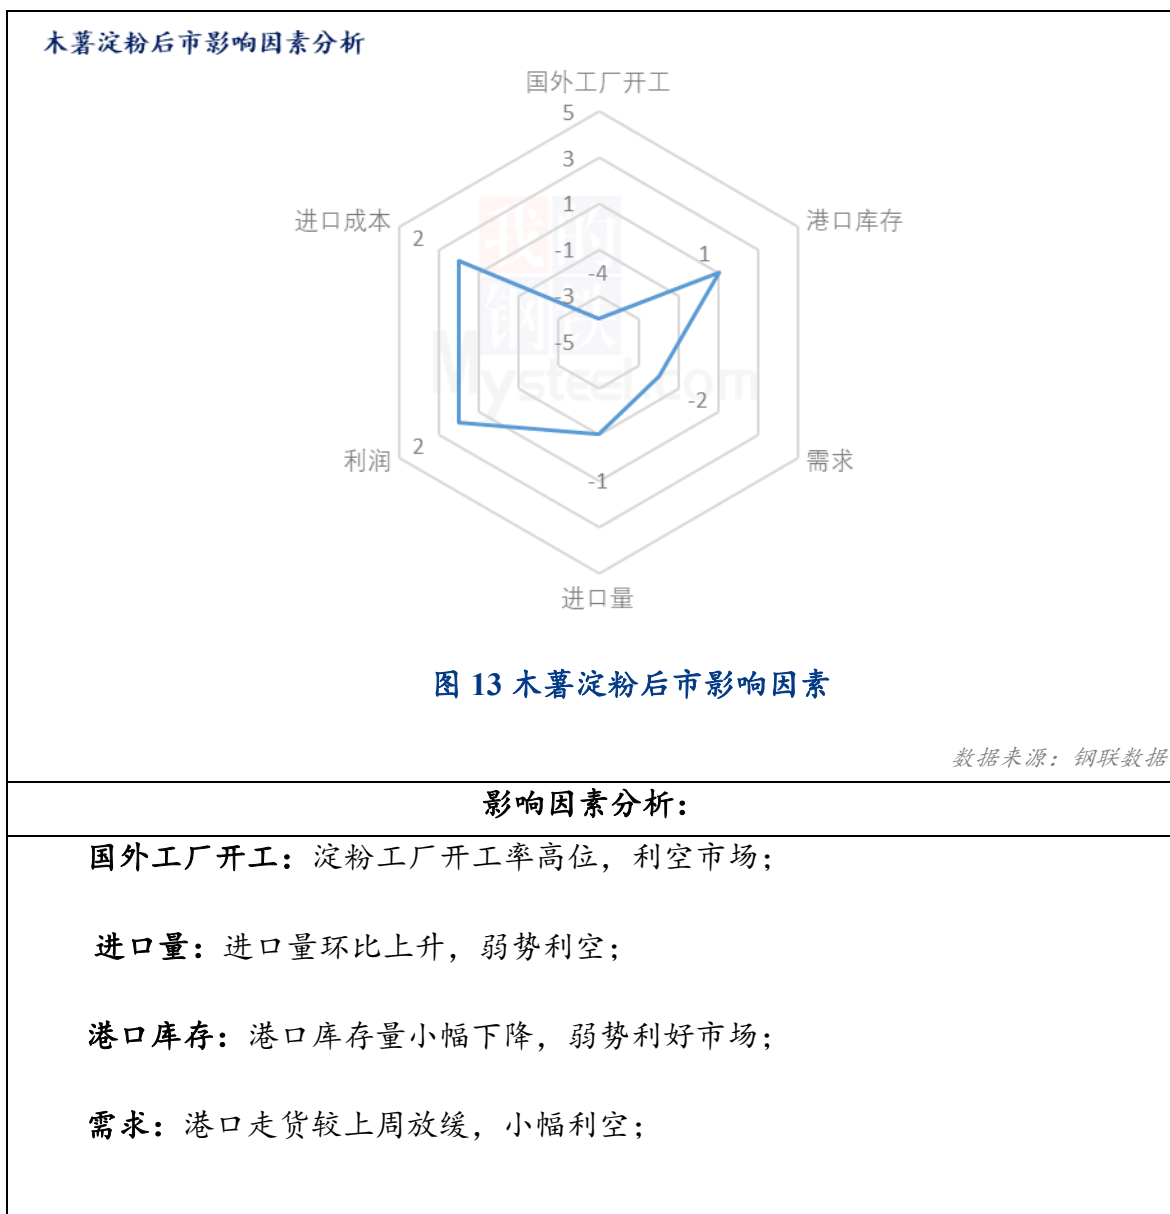 木薯淀粉后市影响因素分析
国外工厂开工
5
3
1
-1
-4
-3
-5
进口成本
2
港口库存
1
我的
钢铁
Mysteel.com
-2
利润
2
需求
-1
进口量
图 13 木薯淀粉后市影响因素
数据来源：钢联数据
影响因素分析：
国外工厂开工：淀粉工厂开工率高位，利空市场；
进口量：进口量环比上升，弱势利空；
港口库存：港口库存量小幅下降，弱势利好市场；
需求：港口走货较上周放缓，小幅利空；